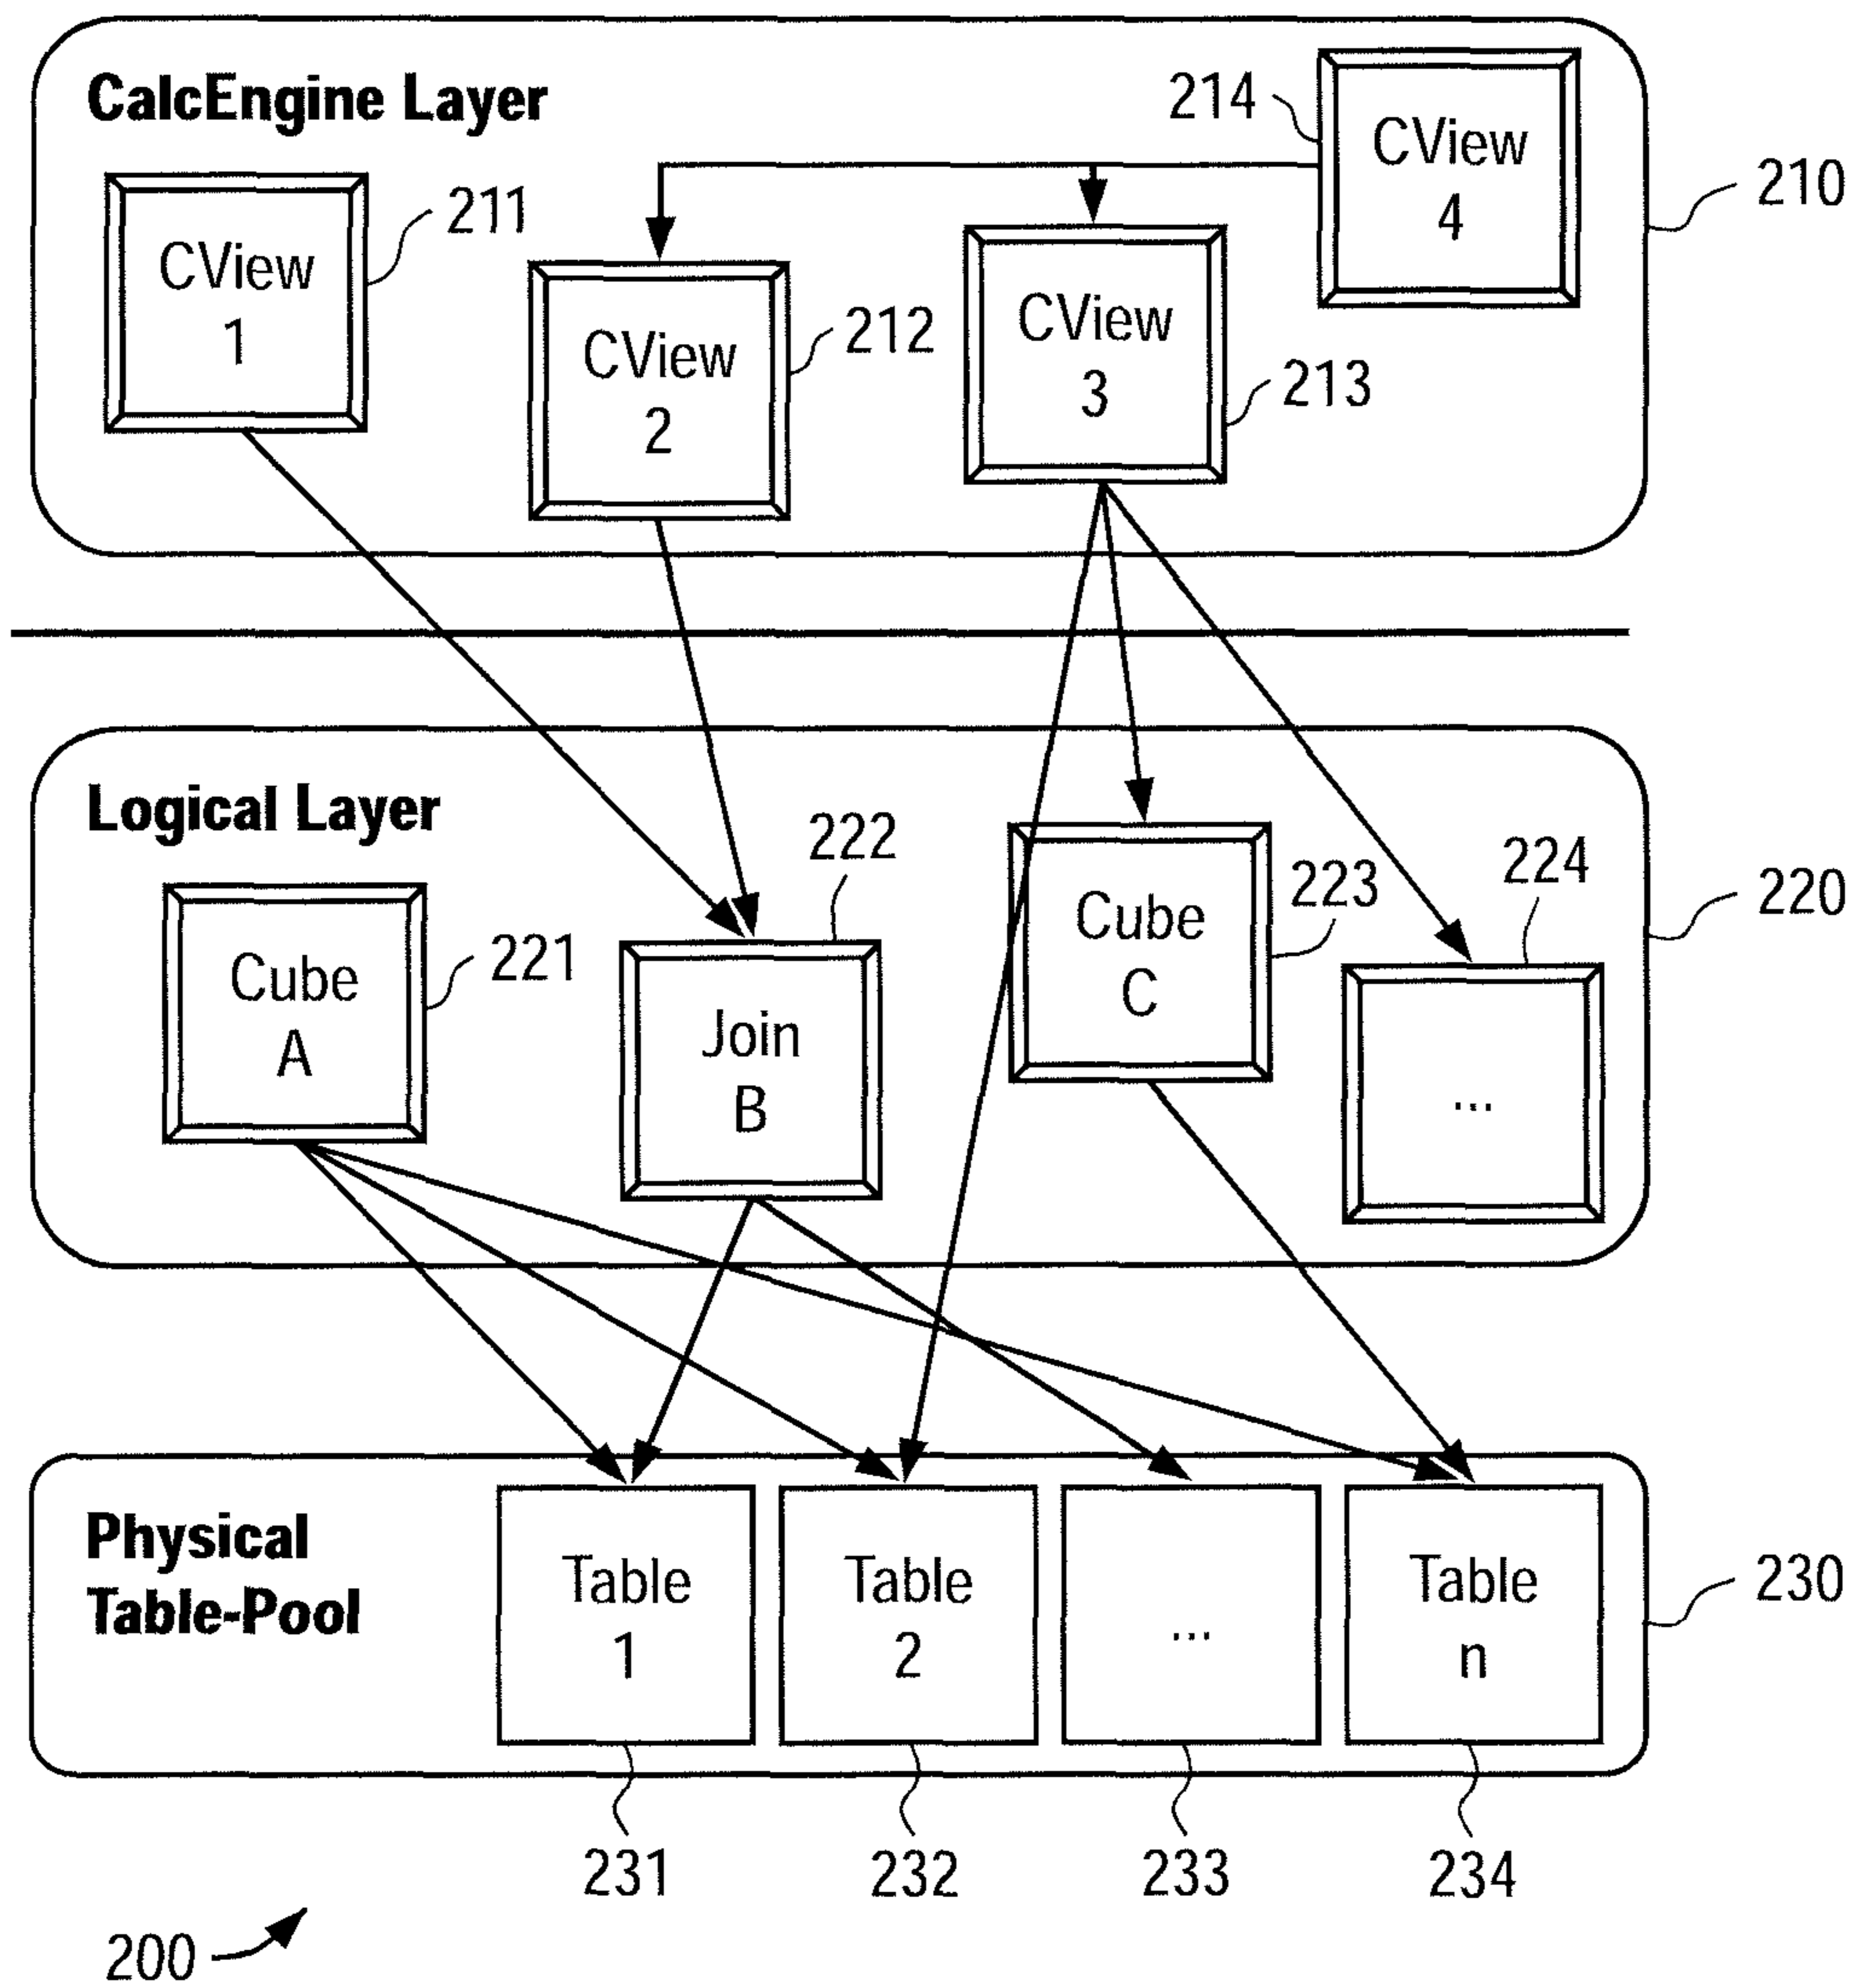 CalcEngine Layer
214
CView
4
210
211
CView
1
212
CView
2
CView
3
213
Logical Layer
222
223
224
220
Cube
A
221
Join
B
Cube
C
...
Physical
Table-Pool
Table
1
Table
2
...
Table
n
230
231
232
233
234
200